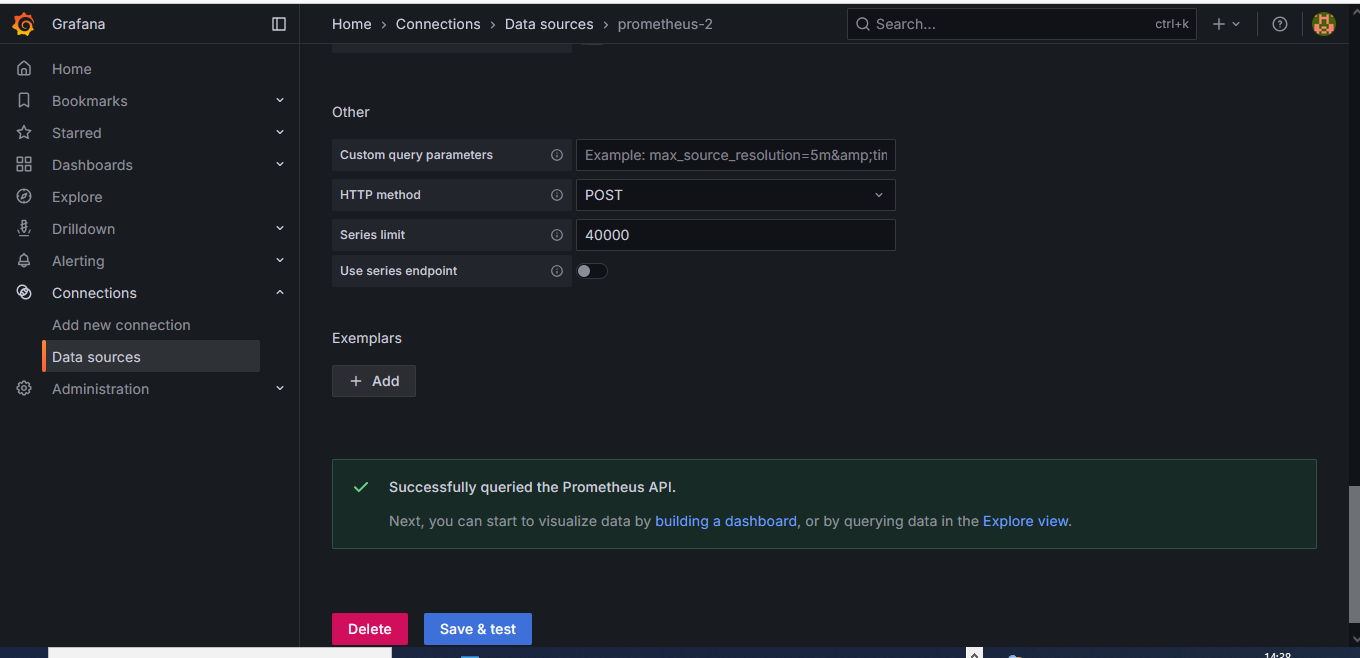 Grafana
Home › Connections › Data sources › prometheus-2
Search...
ctrl+k
Home
Bookmarks
Starred
Dashboards
Explore
Drilldown
Alerting
Connections
Add new connection
Data sources
Administration
Other
Custom query parameters
Example: max_source_resolution=5m&amp;tin
HTTP method
POST
Series limit
40000
Use series endpoint
Exemplars
+ Add
Successfully queried the Prometheus API.
Next, you can start to visualize data by building a dashboard, or by querying data in the Explore view.
Delete
Save & test